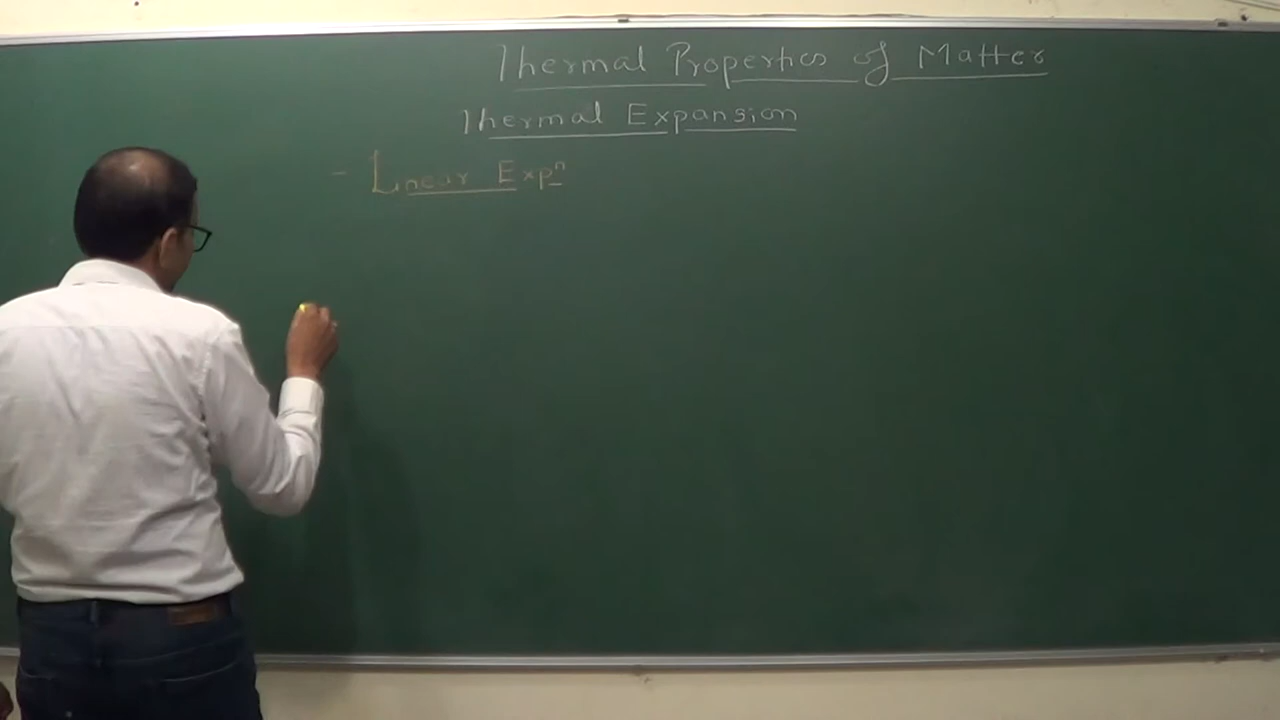 Thermal Properties of Matter
Thermal Expansion
- Linear Expⁿ